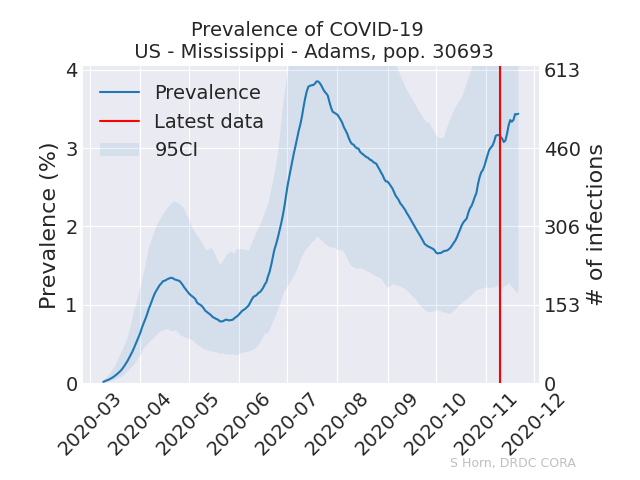 Prevalence of COVID-19
US - Mississippi - Adams, pop. 30693
Prevalence (%)
4
3
2
1
0
Prevalence
Latest data
95CI
613
460
306
153
0
# of infections
2020-03
2020-04
2020-05
2020-06
2020-07
2020-08
2020-09
2020-10
2020-11
2020-12
S Horn, DRDC CORA